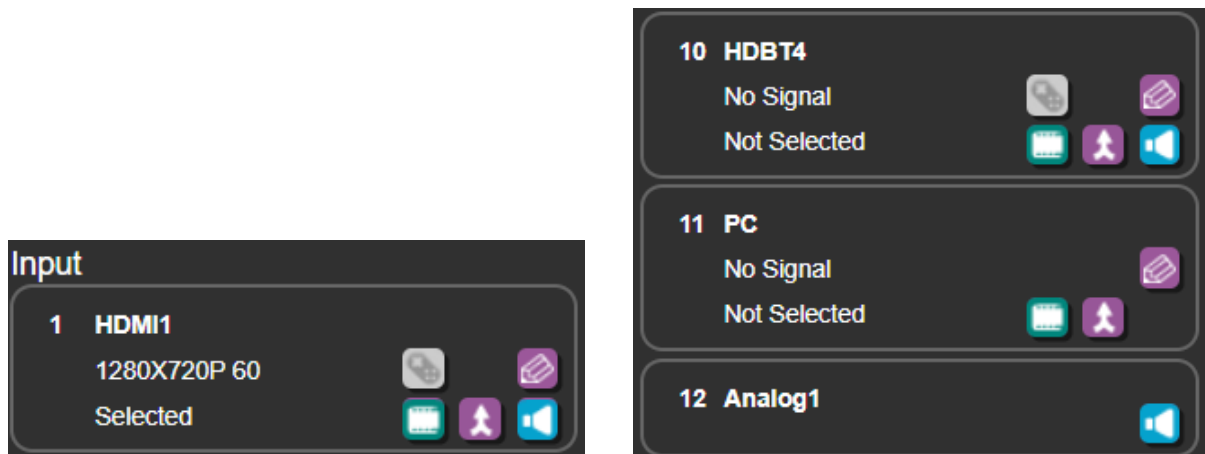 Input
1 HDMI1
1280X720P 60
Selected
10 HDBT4
No Signal
Not Selected
11 PC
No Signal
Not Selected
12 Analog1